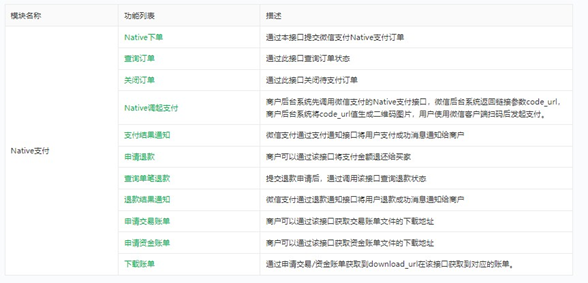 模块名称 功能列表 描述
Native下单 通过本接口提交微信支付Native支付订单
查询订单 通过此接口查询订单状态
关闭订单 通过此接口关闭待支付订单
Native调起支付 商户后台系统先调用微信支付的Native支付接口，微信后台系统返回链接参数code_url，
商户后台系统将code_url值生成二维码图片，用户使用微信客户端扫码后发起支付。
支付结果通知 微信支付通过支付通知接口将用户支付成功消息通知给商户
Native支付 申请退款 商户可以通过该接口将支付金额退还给买家
查询单笔退款 提交退款申请后，通过调用该接口查询退款状态
退款结果通知 微信支付通过退款通知接口将用户退款成功消息通知给商户
申请交易账单 商户可以通过该接口获取交易账单文件的下载地址
申请资金账单 商户可以通过该接口获取资金账单文件的下载地址
下载账单 通过申请交易/资金账单获取到download_url在该接口获取到对应的账单。